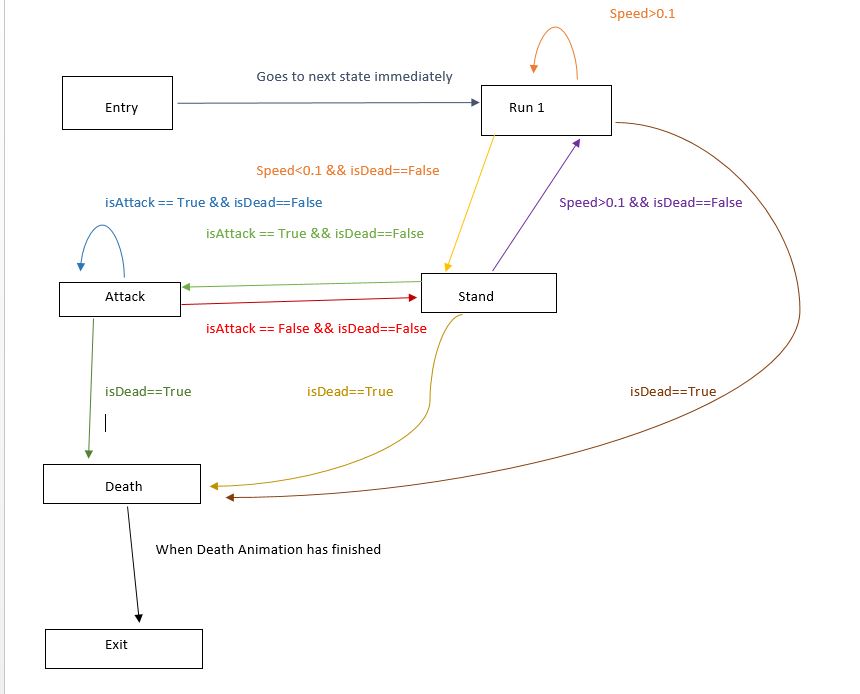 Speed>0.1
Goes to next state immediately
Entry
Run 1
Speed<0.1 && isDead==False
isAttack == True && isDead==False
Speed>0.1 && isDead==False
isAttack == True && isDead==False
Attack
Stand
isAttack == False && isDead==False
isDead==True
isDead==True
isDead==True
Death
When Death Animation has finished
Exit